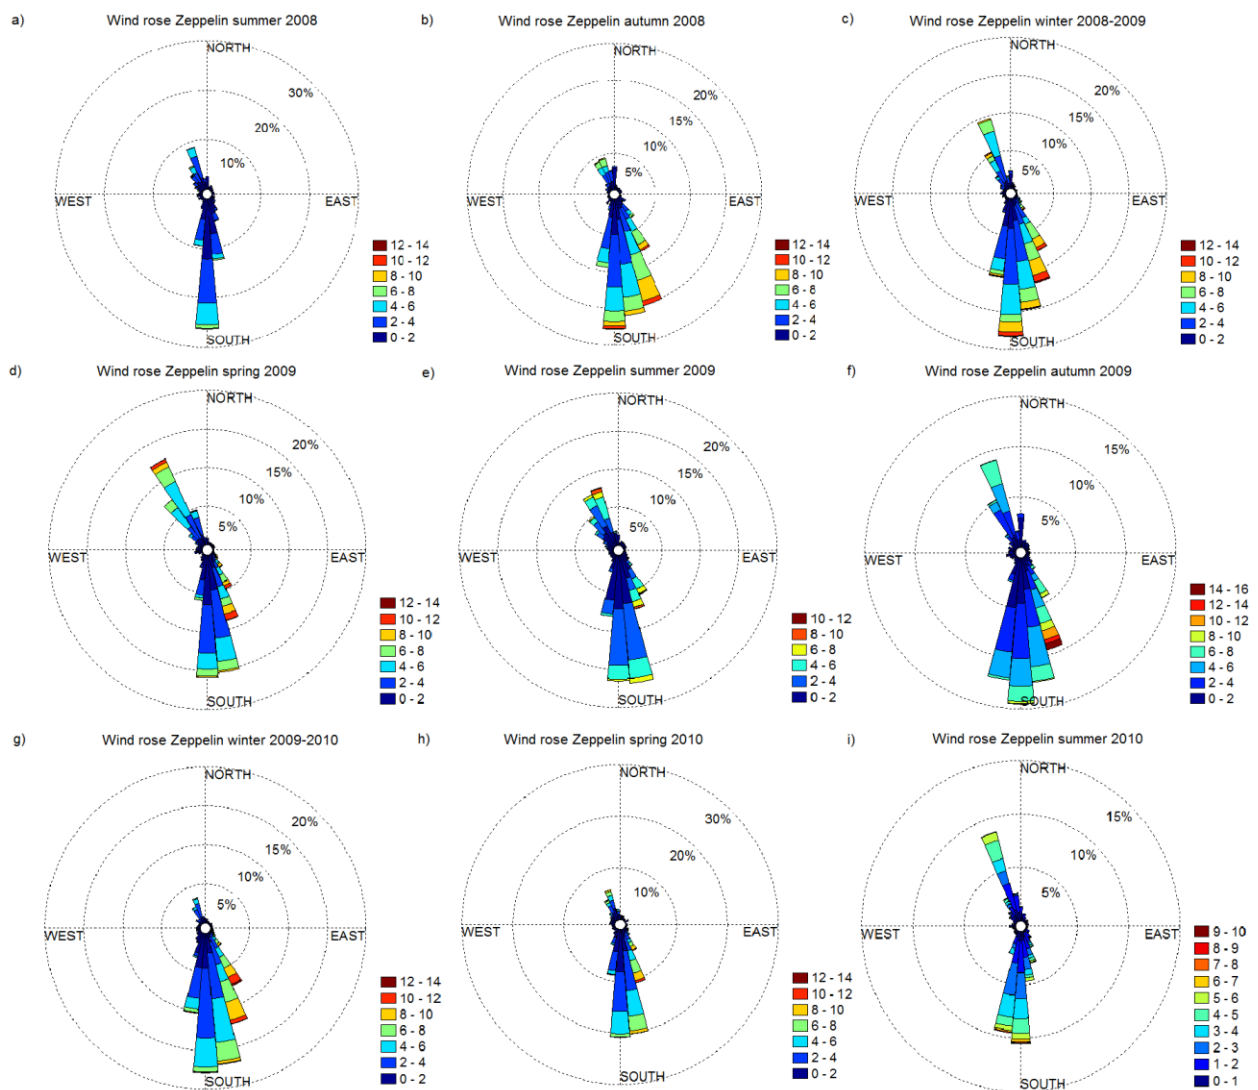 a) Wind rose Zeppelin summer 2008
NORTH
30%
20%
10%
WEST EAST
12 - 14
10 - 12
8 - 10
6 - 8
4 - 6
2 - 4
0 - 2
SOUTH
b) Wind rose Zeppelin autumn 2008
NORTH
20%
15%
10%
5%
WEST EAST
12 - 14
10 - 12
8 - 10
6 - 8
4 - 6
2 - 4
0 - 2
SOUTH
c) Wind rose Zeppelin winter 2008-2009
NORTH
20%
15%
10%
5%
WEST EAST
12 - 14
10 - 12
8 - 10
6 - 8
4 - 6
2 - 4
0 - 2
SOUTH
d) Wind rose Zeppelin spring 2009
NORTH
20%
15%
10%
5%
WEST EAST
12 - 14
10 - 12
8 - 10
6 - 8
4 - 6
2 - 4
0 - 2
SOUTH
e) Wind rose Zeppelin summer 2009
NORTH
20%
15%
10%
5%
WEST EAST
10 - 12
8 - 10
6 - 8
4 - 6
2 - 4
0 - 2
SOUTH
f) Wind rose Zeppelin autumn 2009
NORTH
15%
10%
5%
WEST EAST
14 - 16
12 - 14
10 - 12
8 - 10
6 - 8
4 - 6
2 - 4
0 - 2
SOUTH
g) Wind rose Zeppelin winter 2009-2010
NORTH
20%
15%
10%
5%
WEST EAST
12 - 14
10 - 12
8 - 10
6 - 8
4 - 6
2 - 4
0 - 2
SOUTH
h) Wind rose Zeppelin spring 2010
NORTH
30%
20%
10%
WEST EAST
12 - 14
10 - 12
8 - 10
6 - 8
4 - 6
2 - 4
0 - 2
SOUTH
i) Wind rose Zeppelin summer 2010
NORTH
15%
10%
5%
WEST EAST
9 - 10
8 - 9
7 - 8
6 - 7
5 - 6
4 - 5
3 - 4
2 - 3
1 - 2
0 - 1
SOUTH